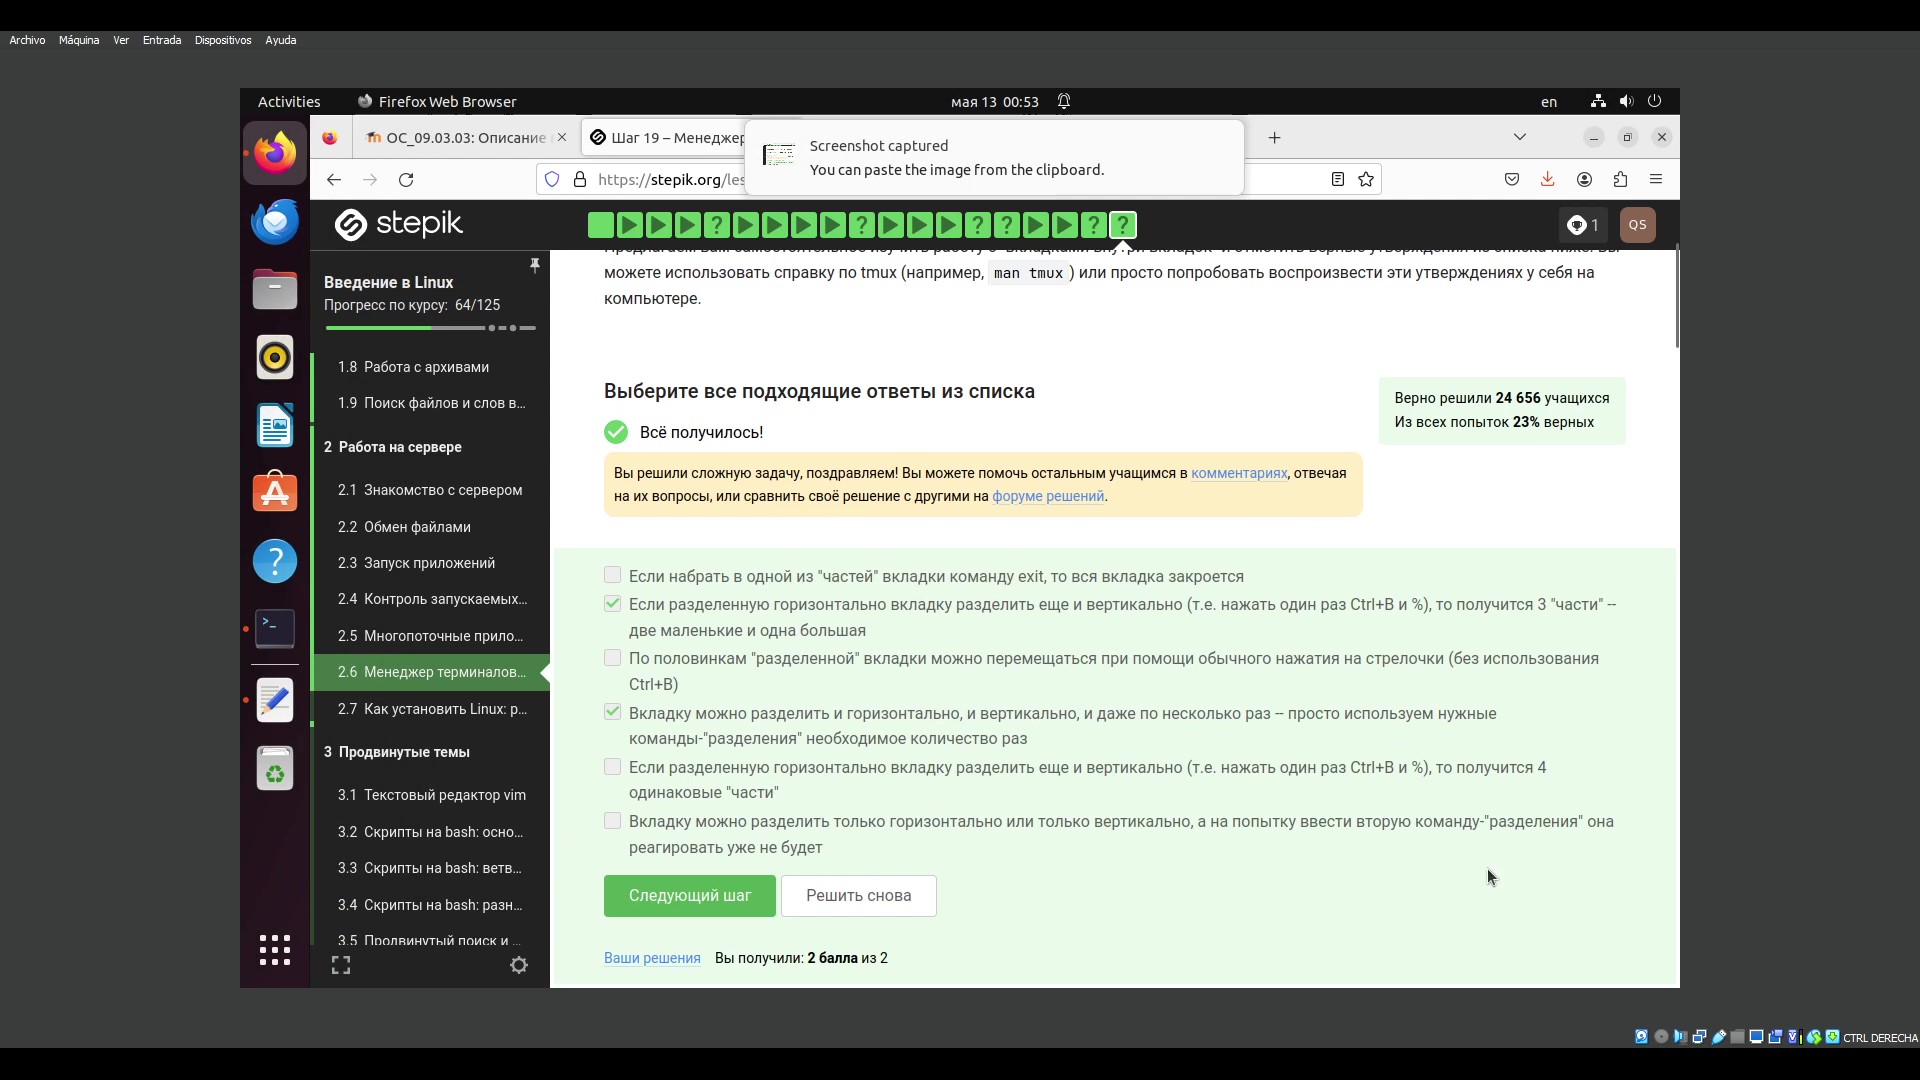 Archivo Máquina Ver Entrada Dispositivos Ayuda
Activities Firefox Web Browser мая 13 00:53 en
ОС_09.03.03: Описание Шаг 19 – Менеджер
Screenshot captured
You can paste the image from the clipboard.
https://stepik.org/les
stepik
1 QS
Введение в Linux
Прогресс по курсу: 64/125
1.8 Работа с архивами
1.9 Поиск файлов и слов в...
2 Работа на сервере
2.1 Знакомство с сервером
2.2 Обмен файлами
2.3 Запуск приложений
2.4 Контроль запускаемых...
2.5 Многопоточные прило...
2.6 Менеджер терминалов...
2.7 Как установить Linux: р...
3 Продвинутые темы
3.1 Текстовый редактор vim
3.2 Скрипты на bash: осно...
3.3 Скрипты на bash: ветв...
3.4 Скрипты на bash: разн...
3.5 Продвинутый поиск и ...
можете использовать справку по tmux (например, man tmux) или просто попробовать воспроизвести эти утверждениях у себя на
компьютере.
Выберите все подходящие ответы из списка
Верно решили 24 656 учащихся
Из всех попыток 23% верных
Всё получилось!
Вы решили сложную задачу, поздравляем! Вы можете помочь остальным учащимся в комментариях, отвечая
на их вопросы, или сравнить своё решение с другими на форуме решений.
Если набрать в одной из "частей" вкладки команду exit, то вся вкладка закроется
Если разделенную горизонтально вкладку разделить еще и вертикально (т.е. нажать один раз Ctrl+B и %), то получится 3 "части" --
две маленькие и одна большая
По половинкам "разделенной" вкладки можно перемещаться при помощи обычного нажатия на стрелочки (без использования
Ctrl+B)
Вкладку можно разделить и горизонтально, и вертикально, и даже по несколько раз -- просто используем нужные
команды-"разделения" необходимое количество раз
Если разделенную горизонтально вкладку разделить еще и вертикально (т.е. нажать один раз Ctrl+B и %), то получится 4
одинаковые "части"
Вкладку можно разделить только горизонтально или только вертикально, а на попытку ввести вторую команду-"разделения" она
реагировать уже не будет
Следующий шаг Решить снова
Ваши решения Вы получили: 2 балла из 2
CTRL DERECHA